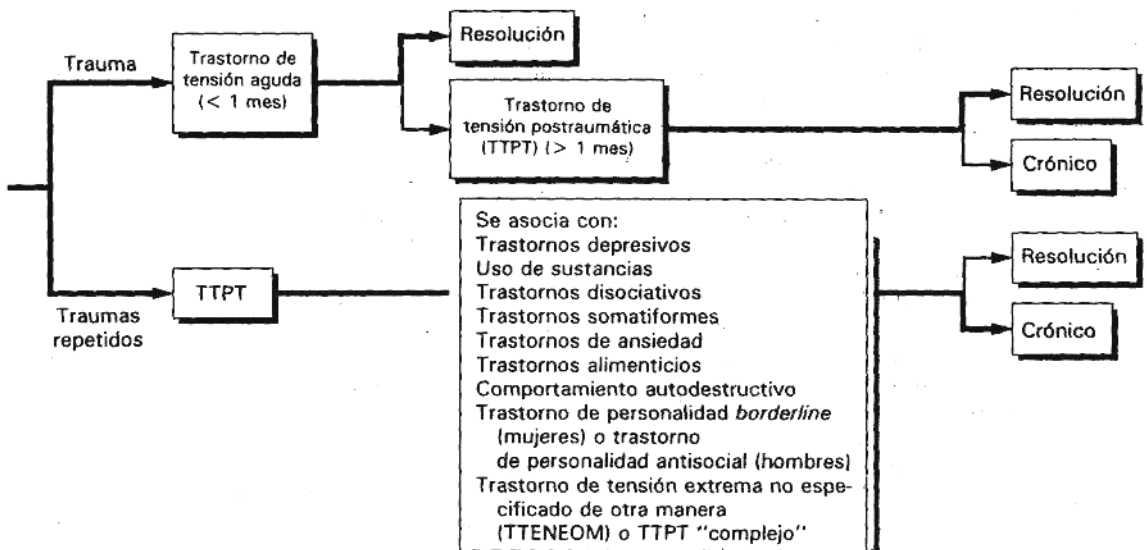 Trauma
Trastorno de
tensión aguda
(< 1 mes)
Resolución
Trastorno de
tensión postraumática
(TTPT) (> 1 mes)
Resolución
Crónico
Traumas
repetidos
TTPT
Se asocia con:
Trastornos depresivos
Uso de sustancias
Trastornos disociativos
Trastornos somatiformes
Trastornos de ansiedad
Trastornos alimenticios
Comportamiento autodestructivo
Trastorno de personalidad borderline
(mujeres) o trastorno
de personalidad antisocial (hombres)
Trastorno de tensión extrema no espe-
cificado de otra manera
(TTENEOM) o TTPT "complejo"
Resolución
Crónico